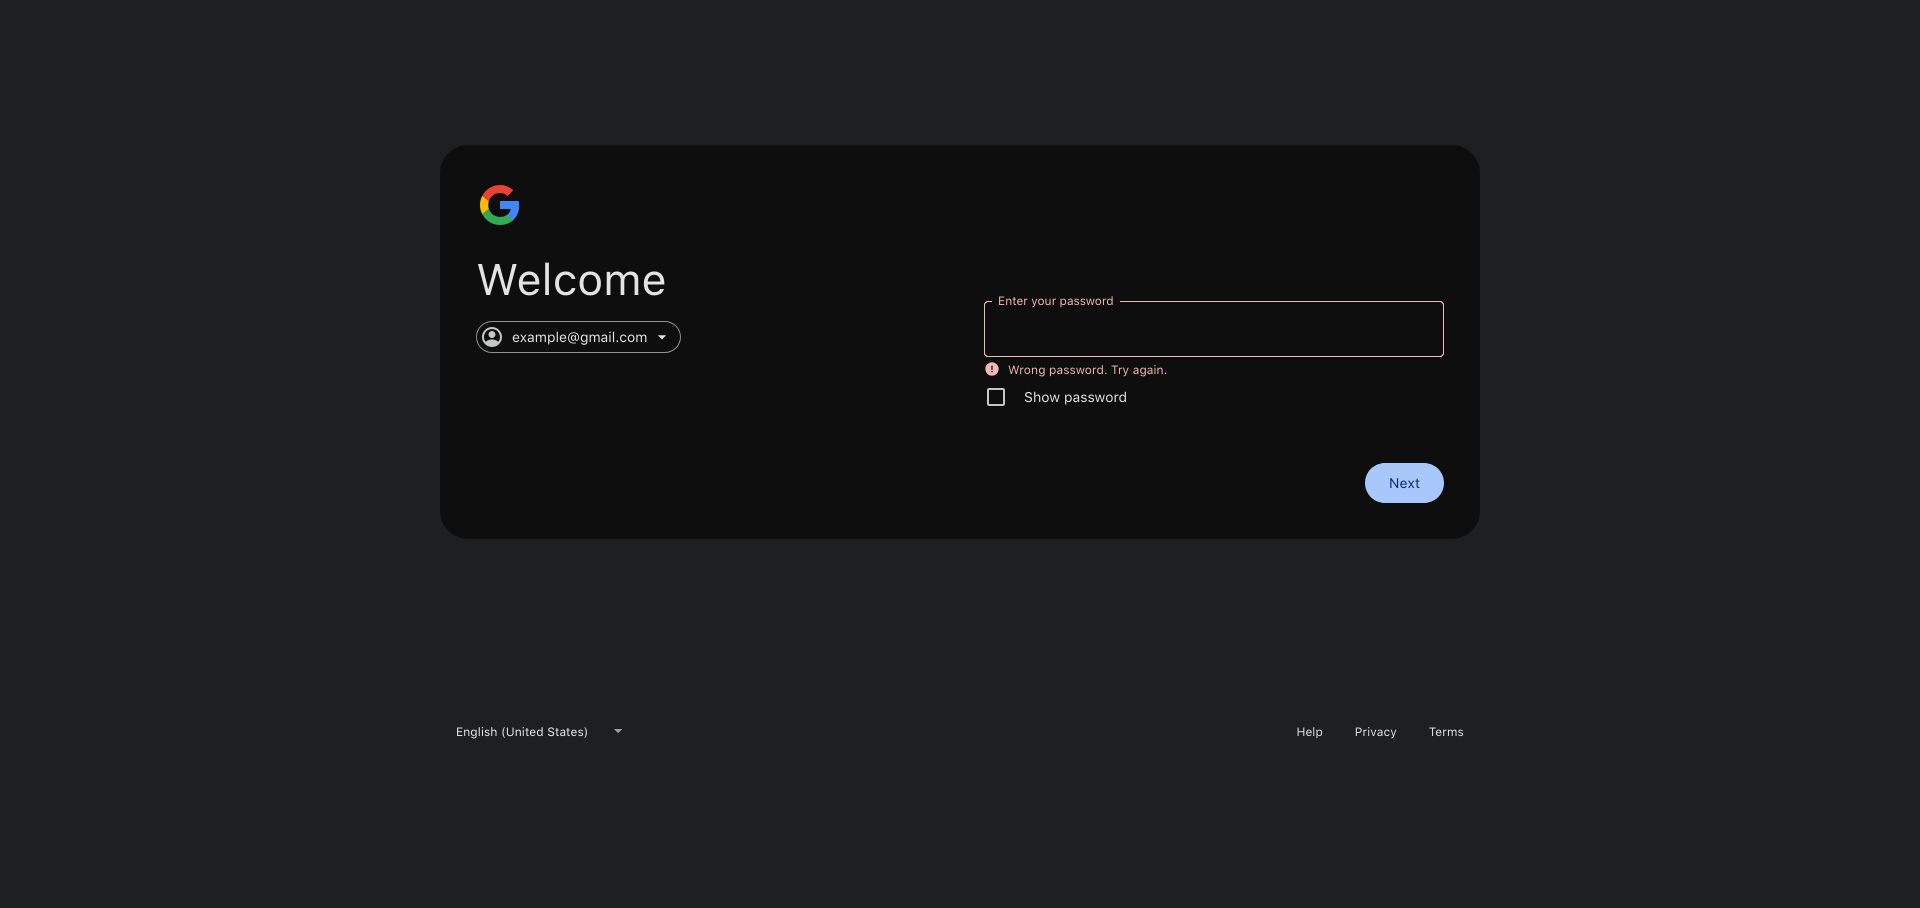 Welcome
example@gmail.com
Enter your password
Wrong password. Try again.
Show password
Next
English (United States)
Help
Privacy
Terms